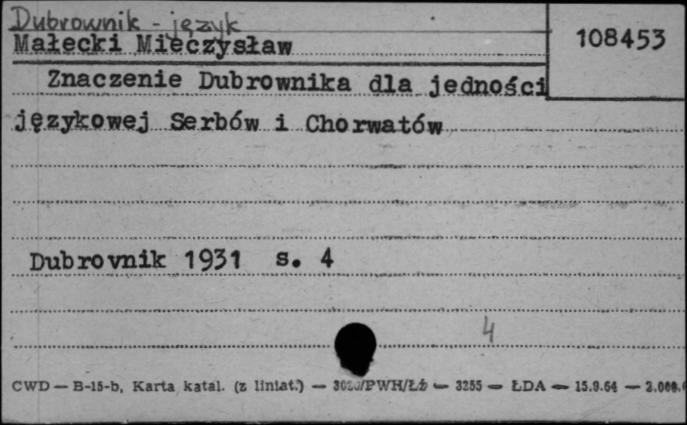 Dubrownik - język
Małecki Mieczysław
108453
Znaczenie Dubrownika dla jedności
językowej Serbów i Chorwatów
Dubrovnik 1931 s. 4
4
CWD — B-15-b, Karta katal. (z liniat.) — /PWH/Łź — 3255 — ŁDA — 15.9.64 —